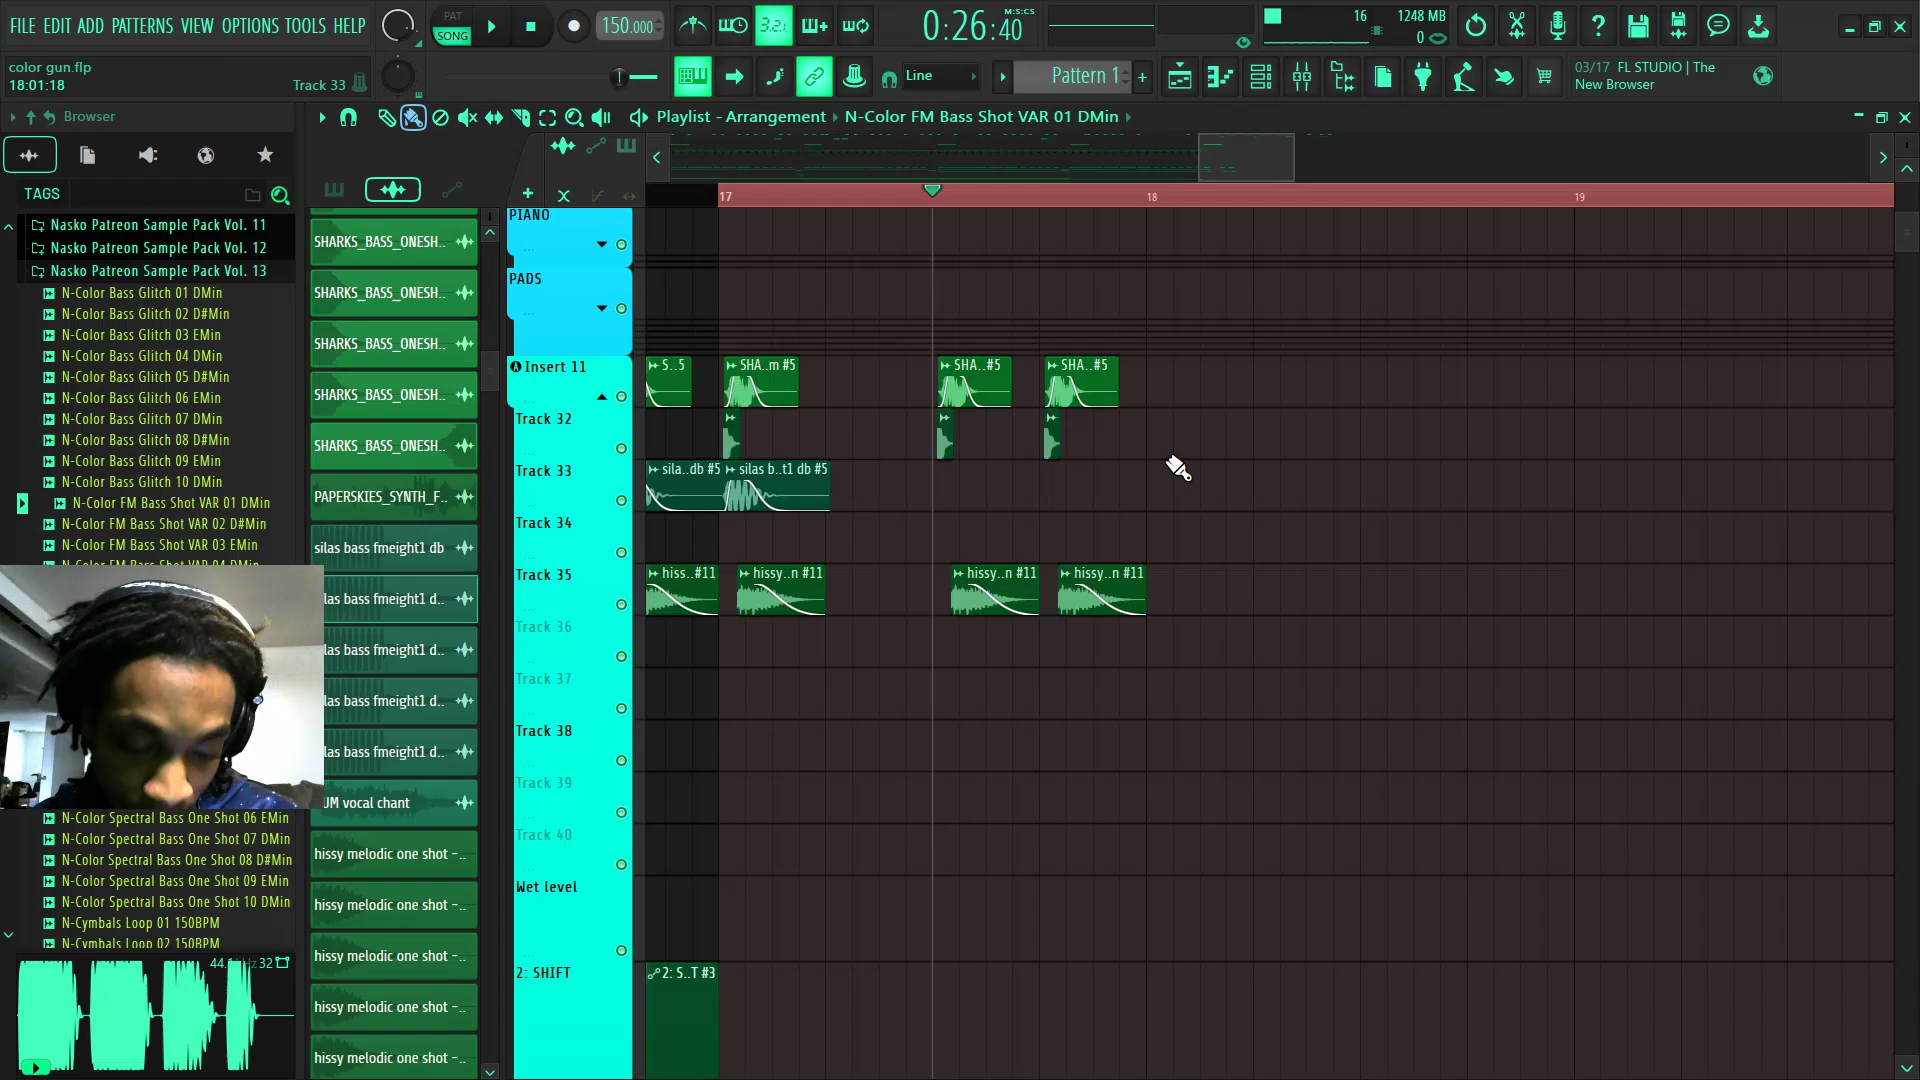 FILE EDIT ADD PATTERNS VIEW OPTIONS TOOLS HELP
PAT
SONG
150.000
3.2.1
0:26:40
M:S:CS
16
1248 MB
0
color gun.flp
18:01:18
Track 33
Line
Pattern 1
03/17 FL STUDIO | The
New Browser
Browser
Playlist - Arrangement › N-Color FM Bass Shot VAR 01 DMin ›
TAGS
17
18
19
Nasko Patreon Sample Pack Vol. 11
Nasko Patreon Sample Pack Vol. 12
Nasko Patreon Sample Pack Vol. 13
N-Color Bass Glitch 01 DMin
N-Color Bass Glitch 02 D#Min
N-Color Bass Glitch 03 EMin
N-Color Bass Glitch 04 DMin
N-Color Bass Glitch 05 D#Min
N-Color Bass Glitch 06 EMin
N-Color Bass Glitch 07 DMin
N-Color Bass Glitch 08 D#Min
N-Color Bass Glitch 09 EMin
N-Color Bass Glitch 10 DMin
N-Color FM Bass Shot VAR 01 DMin
N-Color FM Bass Shot VAR 02 D#Min
N-Color FM Bass Shot VAR 03 EMin
N-Color Spectral Bass One Shot 06 EMin
N-Color Spectral Bass One Shot 07 DMin
N-Color Spectral Bass One Shot 08 D#Min
N-Color Spectral Bass One Shot 09 EMin
N-Color Spectral Bass One Shot 10 DMin
N-Cymbals Loop 01 150BPM
N-Cymbals Loop 02 150BPM
32
SHARKS_BASS_ONESH..
SHARKS_BASS_ONESH..
SHARKS_BASS_ONESH..
SHARKS_BASS_ONESH..
SHARKS_BASS_ONESH..
PAPERSKIES_SYNTH_F..
silas bass fmeight1 db
las bass fmeight1 d..
las bass fmeight1 d..
las bass fmeight1 d..
las bass fmeight1 d..
UM vocal chant
hissy melodic one shot -..
hissy melodic one shot -..
hissy melodic one shot -..
hissy melodic one shot -..
hissy melodic one shot -..
PIANO
PADS
Insert 11
Track 32
Track 33
Track 34
Track 35
Track 36
Track 37
Track 38
Track 39
Track 40
Wet level
2: SHIFT
S..5
SHA..m #5
SHA..#5
SHA..#5
sila..db #5
silas b..t1 db #5
hiss..#11
hissy..n #11
hissy..n #11
hissy..n #11
2: S..T #3